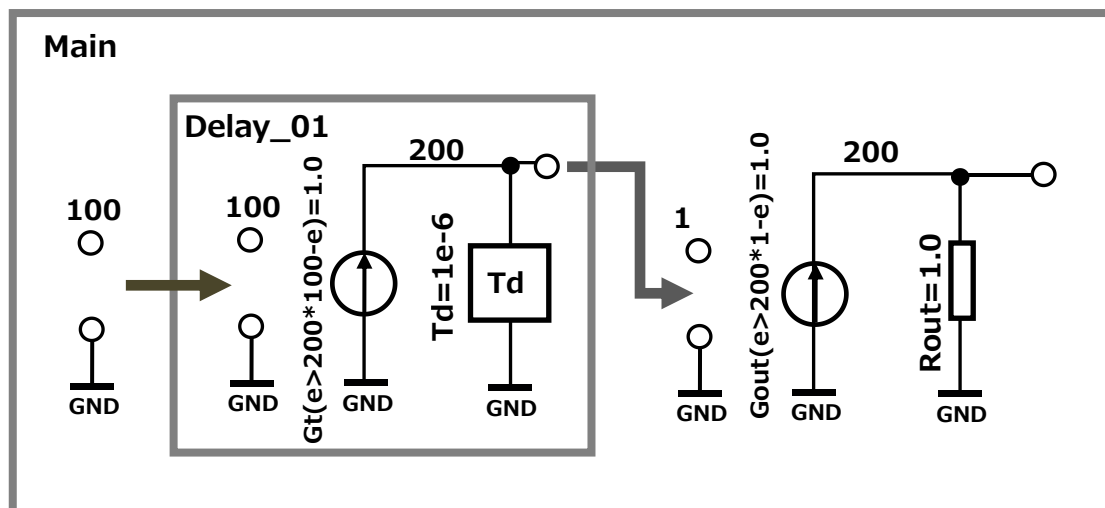 Main
Delay_01
100
GND
100
GND
Gt(e>200*100-e)=1.0
200
GND
Td=1e-6
Td
GND
1
GND
Gout(e>200*1-e)=1.0
200
GND
Rout=1.0
GND